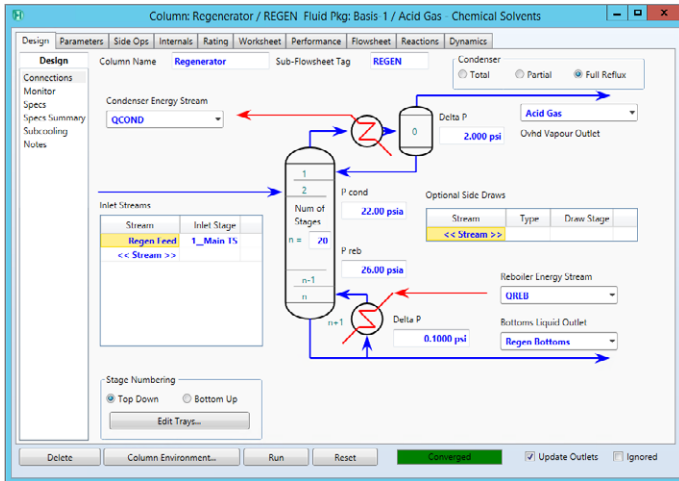 Column: Regenerator / REGEN Fluid Pkg: Basis-1 / Acid Gas - Chemical Solvents
Design Parameters Side Ops Internals Rating Worksheet Performance Flowsheet Reactions Dynamics
Design
Connections
Monitor
Specs
Specs Summary
Subcooling
Notes
Column Name Regenerator Sub-Flowsheet Tag REGEN
Condenser
Total Partial Full Reflux
Condenser Energy Stream
QCOND
0
Delta P
2.000 psi
Acid Gas
Ovhd Vapour Outlet
1
2
Num of
Stages
n = 20
n-1
n
n+1
Inlet Streams
Stream Inlet Stage
Regen Feed 1__Main TS
<< Stream >>
P cond
22.00 psia
P reb
26.00 psia
Optional Side Draws
Stream Type Draw Stage
<< Stream >>
Reboiler Energy Stream
QREB
Delta P
0.1000 psi
Bottoms Liquid Outlet
Regen Bottoms
Stage Numbering
Top Down Bottom Up
Edit Trays...
Delete Column Environment... Run Reset Converged Update Outlets Ignored